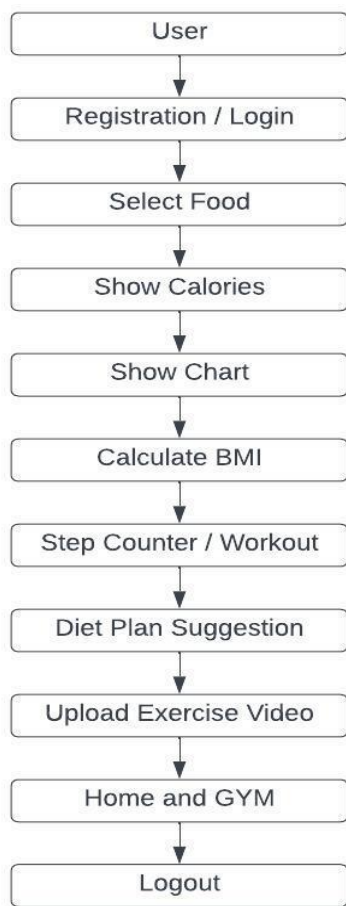 User
Registration / Login
Select Food
Show Calories
Show Chart
Calculate BMI
Step Counter / Workout
Diet Plan Suggestion
Upload Exercise Video
Home and GYM
Logout